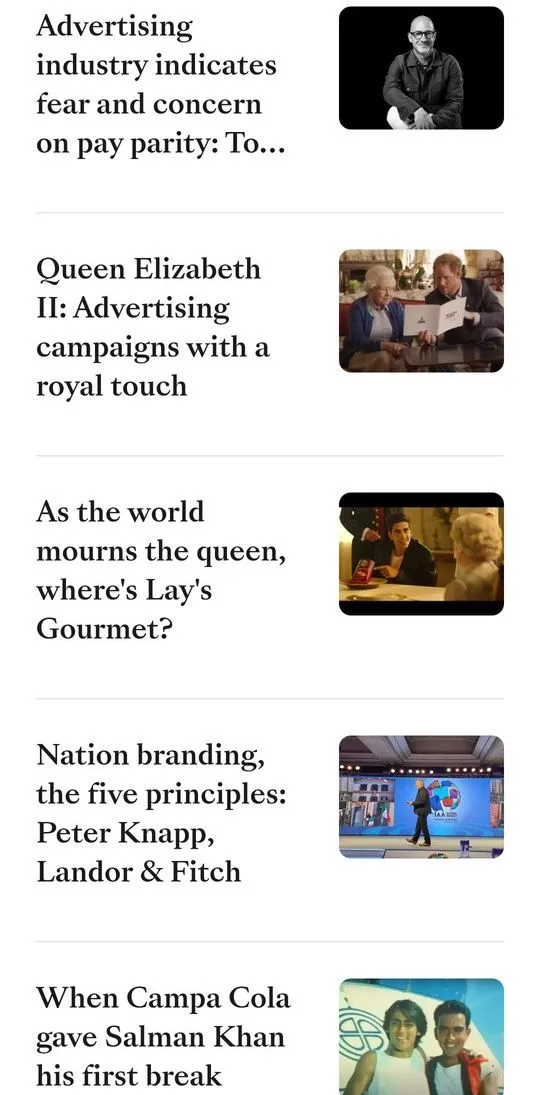 Advertising
industry indicates
fear and concern
on pay parity: To...
Queen Elizabeth
II: Advertising
campaigns with a
royal touch
As the world
mourns the queen,
where's Lay's
Gourmet?
Nation branding,
the five principles:
Peter Knapp,
Landor & Fitch
IAA
When Campa Cola
gave Salman Khan
his first break